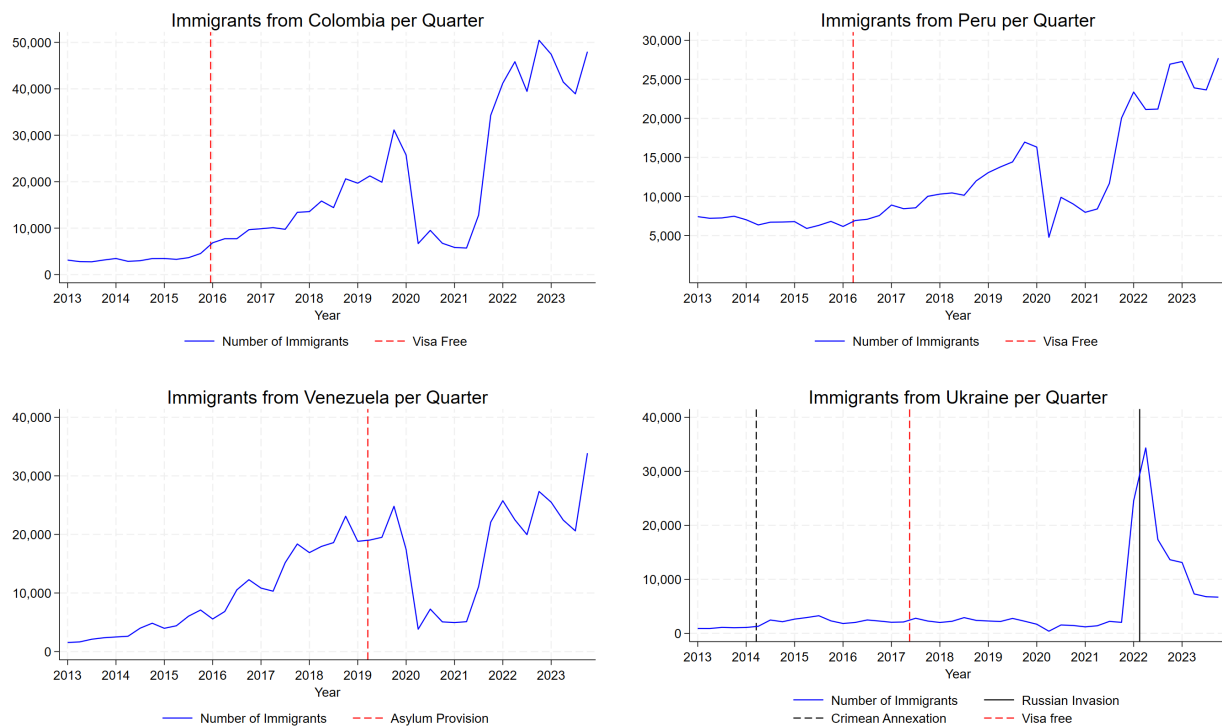 Immigrants from Colombia per Quarter
50,000
40,000
30,000
20,000
10,000
0
2013 2014 2015 2016 2017 2018 2019 2020 2021 2022 2023
Year
Number of Immigrants Visa Free
Immigrants from Peru per Quarter
30,000
25,000
20,000
15,000
10,000
5,000
2013 2014 2015 2016 2017 2018 2019 2020 2021 2022 2023
Year
Number of Immigrants Visa Free
Immigrants from Venezuela per Quarter
40,000
30,000
20,000
10,000
0
2013 2014 2015 2016 2017 2018 2019 2020 2021 2022 2023
Year
Number of Immigrants Asylum Provision
Immigrants from Ukraine per Quarter
40,000
30,000
20,000
10,000
0
2013 2014 2015 2016 2017 2018 2019 2020 2021 2022 2023
Year
Number of Immigrants Russian Invasion
Crimean Annexation Visa free